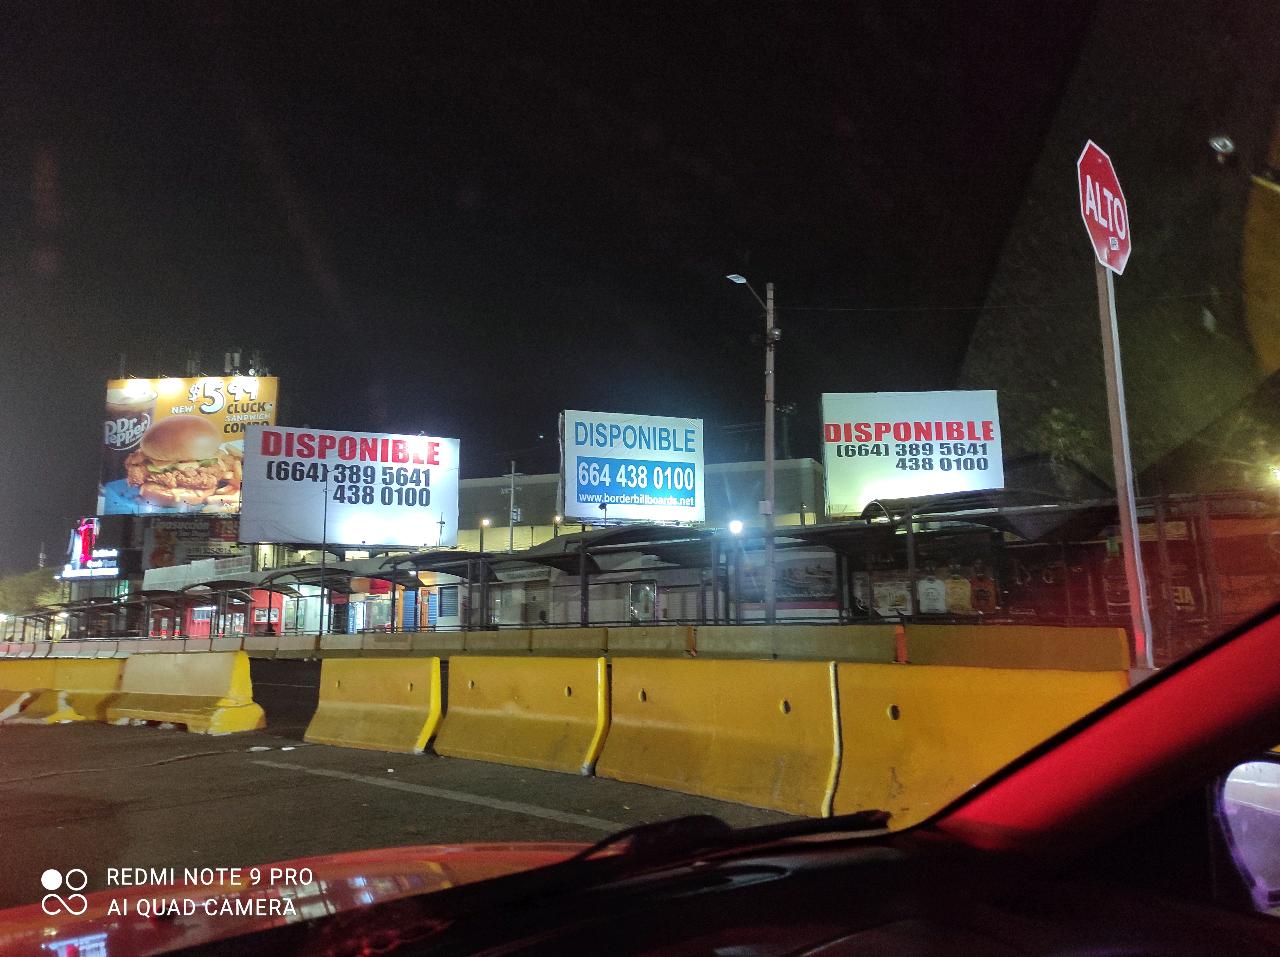 $5.99
NEW!
CLUCK
SANDWICH
COMBO
Dr
Pepper
DISPONIBLE
(664) 389 5641
438 0100
DISPONIBLE
664 438 0100
www.borderbillboards.net
DISPONIBLE
(664) 389 5641
438 0100
ALTO
Liposucción
REDMI NOTE 9 PRO
AI QUAD CAMERA